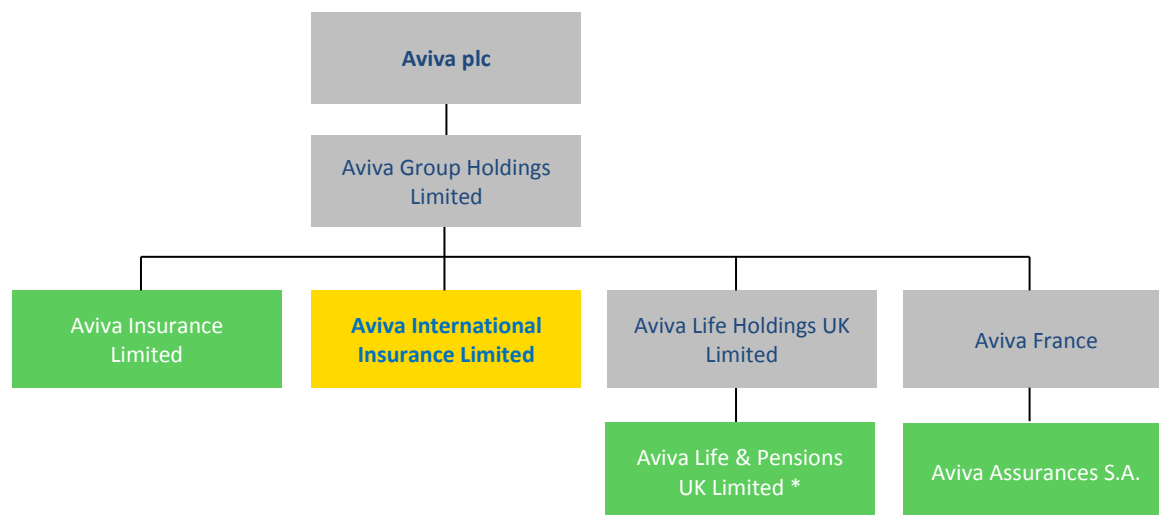 Aviva plc
Aviva Group Holdings
Limited
Aviva Insurance
Limited
Aviva International
Insurance Limited
Aviva Life Holdings UK
Limited
Aviva France
Aviva Life & Pensions
UK Limited *
Aviva Assurances S.A.